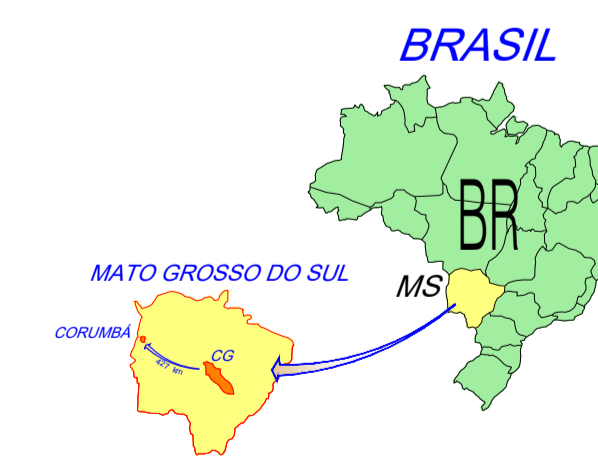 BRASIL
BR
MS
MATO GROSSO DO SUL
CORUMBÁ
CG
427 km